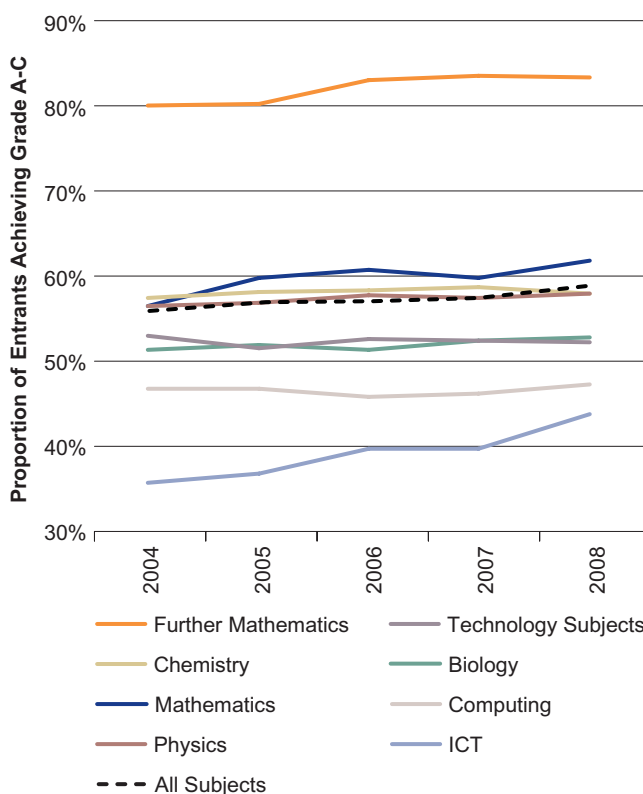 Proportion of Entrants Achieving Grade A-C
90%
80%
70%
60%
50%
40%
30%
2004
2005
2006
2007
2008
Further Mathematics
Technology Subjects
Chemistry
Biology
Mathematics
Computing
Physics
ICT
All Subjects